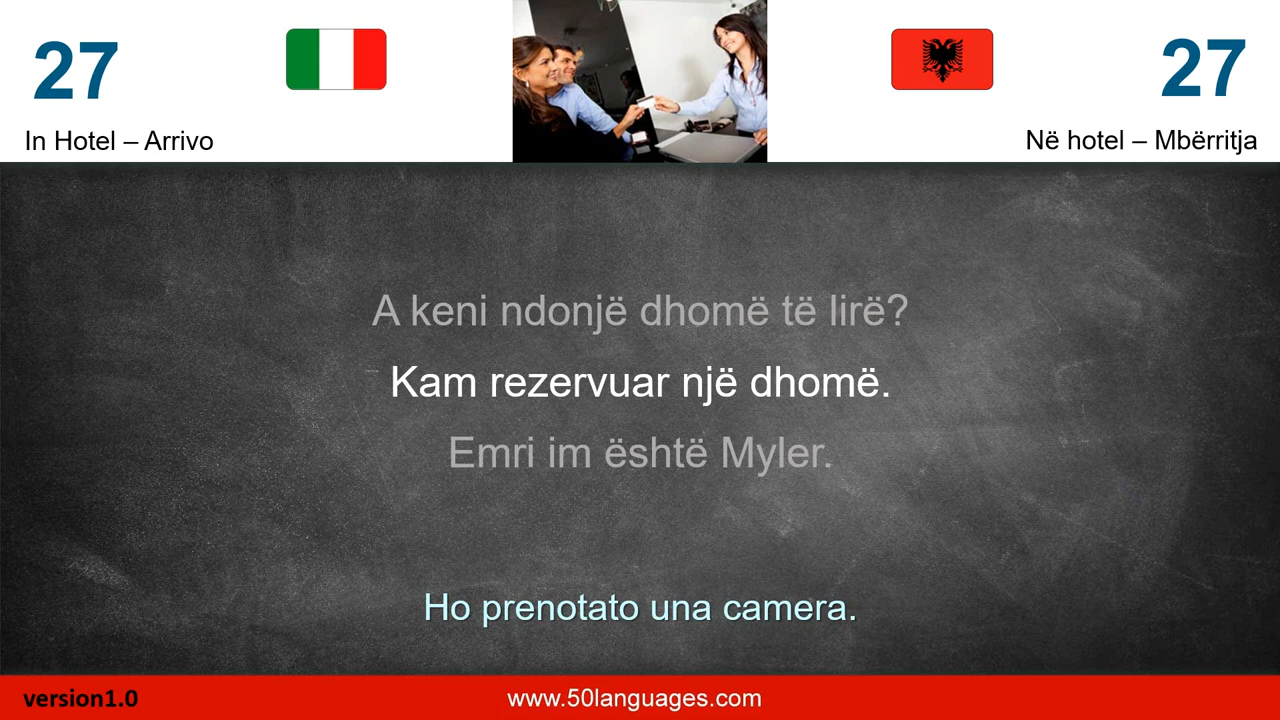 27
27
In Hotel – Arrivo
Në hotel – Mbërritja
A keni ndonjë dhomë të lirë?
Kam rezervuar një dhomë.
Emri im është Myler.
Ho prenotato una camera.
version1.0
www.50languages.com